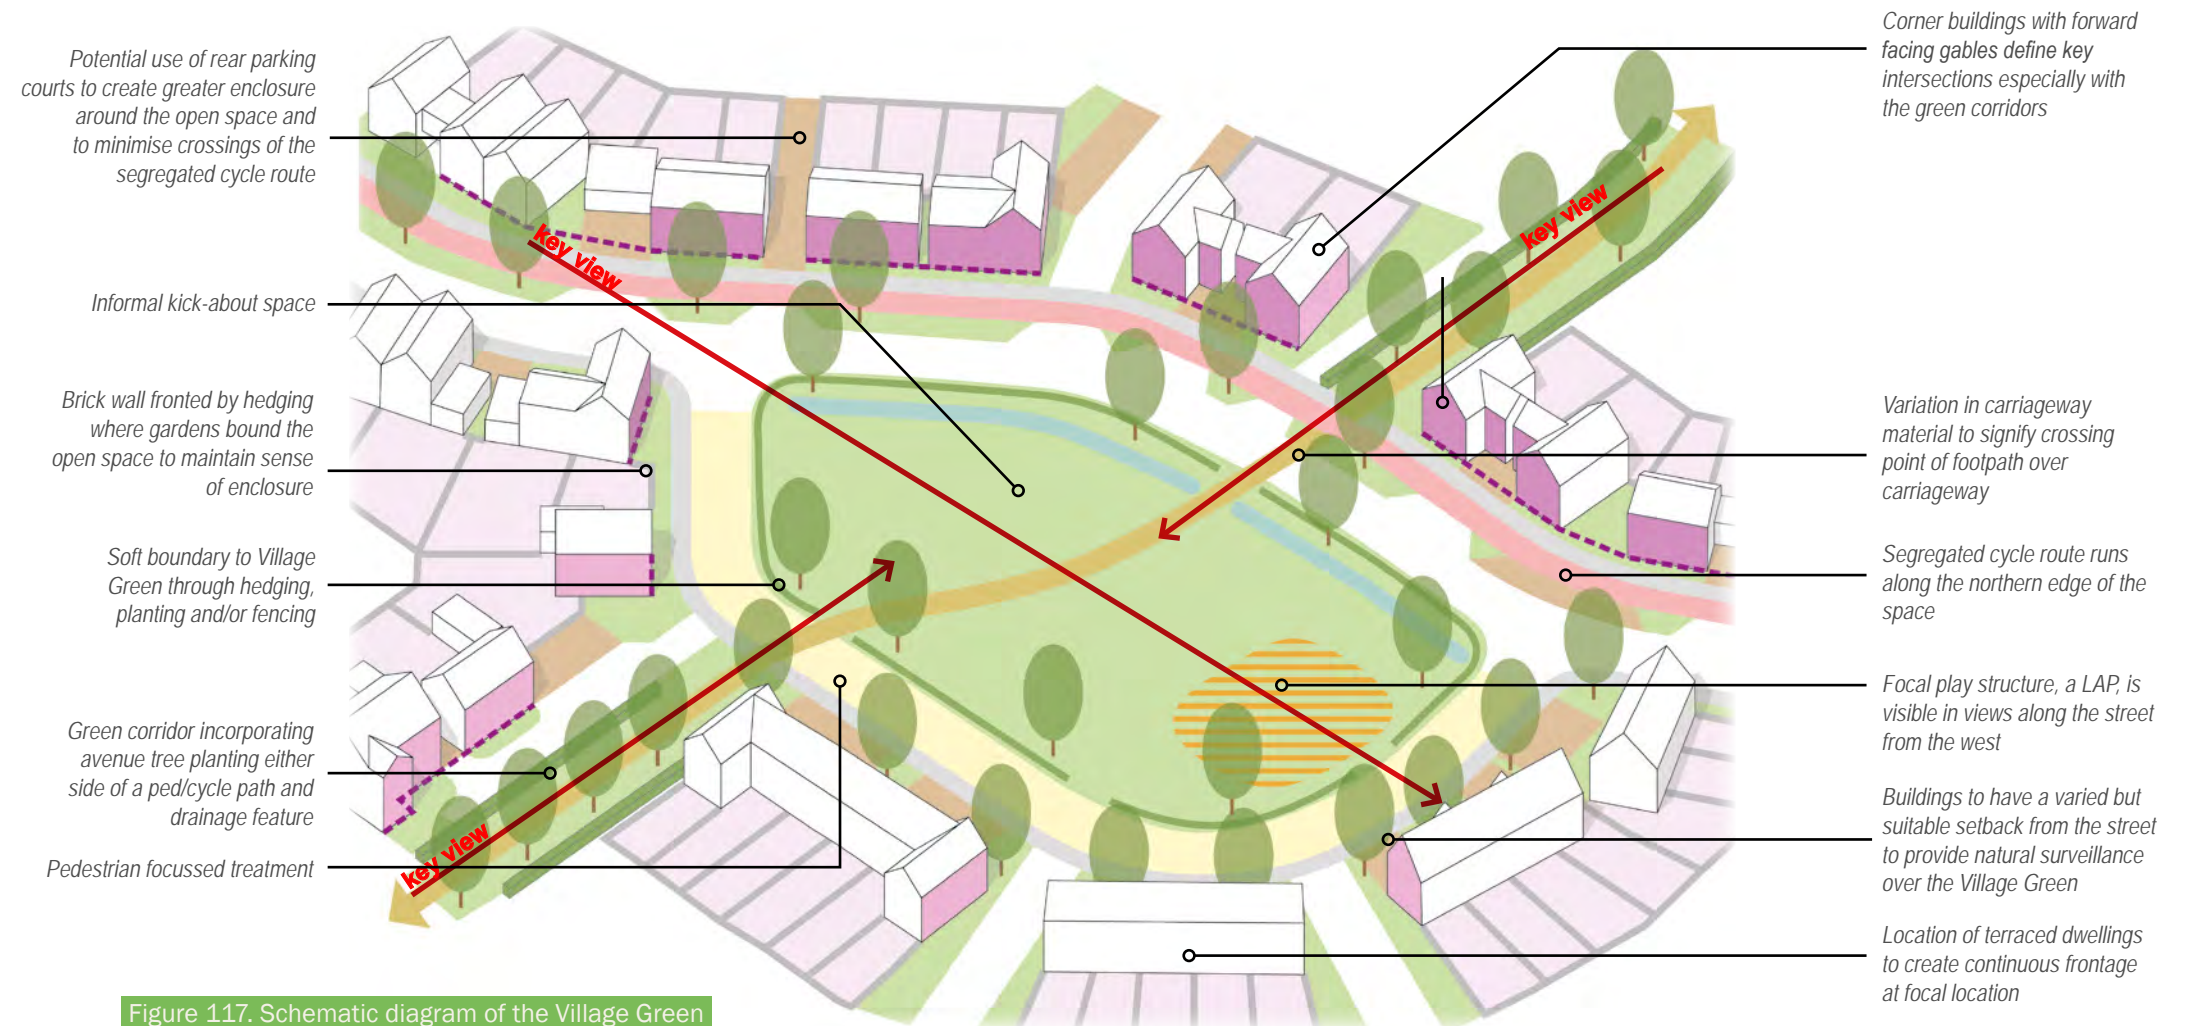 Potential use of rear parking
courts to create greater enclosure
around the open space and
to minimise crossings of the
segregated cycle route
Informal kick-about space
Brick wall fronted by hedging
where gardens bound the
open space to maintain sense
of enclosure
Soft boundary to Village
Green through hedging,
planting and/or fencing
Green corridor incorporating
avenue tree planting either
side of a ped/cycle path and
drainage feature
Pedestrian focussed treatment
key view
key view
key view
Corner buildings with forward
facing gables define key
intersections especially with
the green corridors
Variation in carriageway
material to signify crossing
point of footpath over
carriageway
Segregated cycle route runs
along the northern edge of the
space
Focal play structure, a LAP, is
visible in views along the street
from the west
Buildings to have a varied but
suitable setback from the street
to provide natural surveillance
over the Village Green
Location of terraced dwellings
to create continuous frontage
at focal location
Figure 117. Schematic diagram of the Village Green